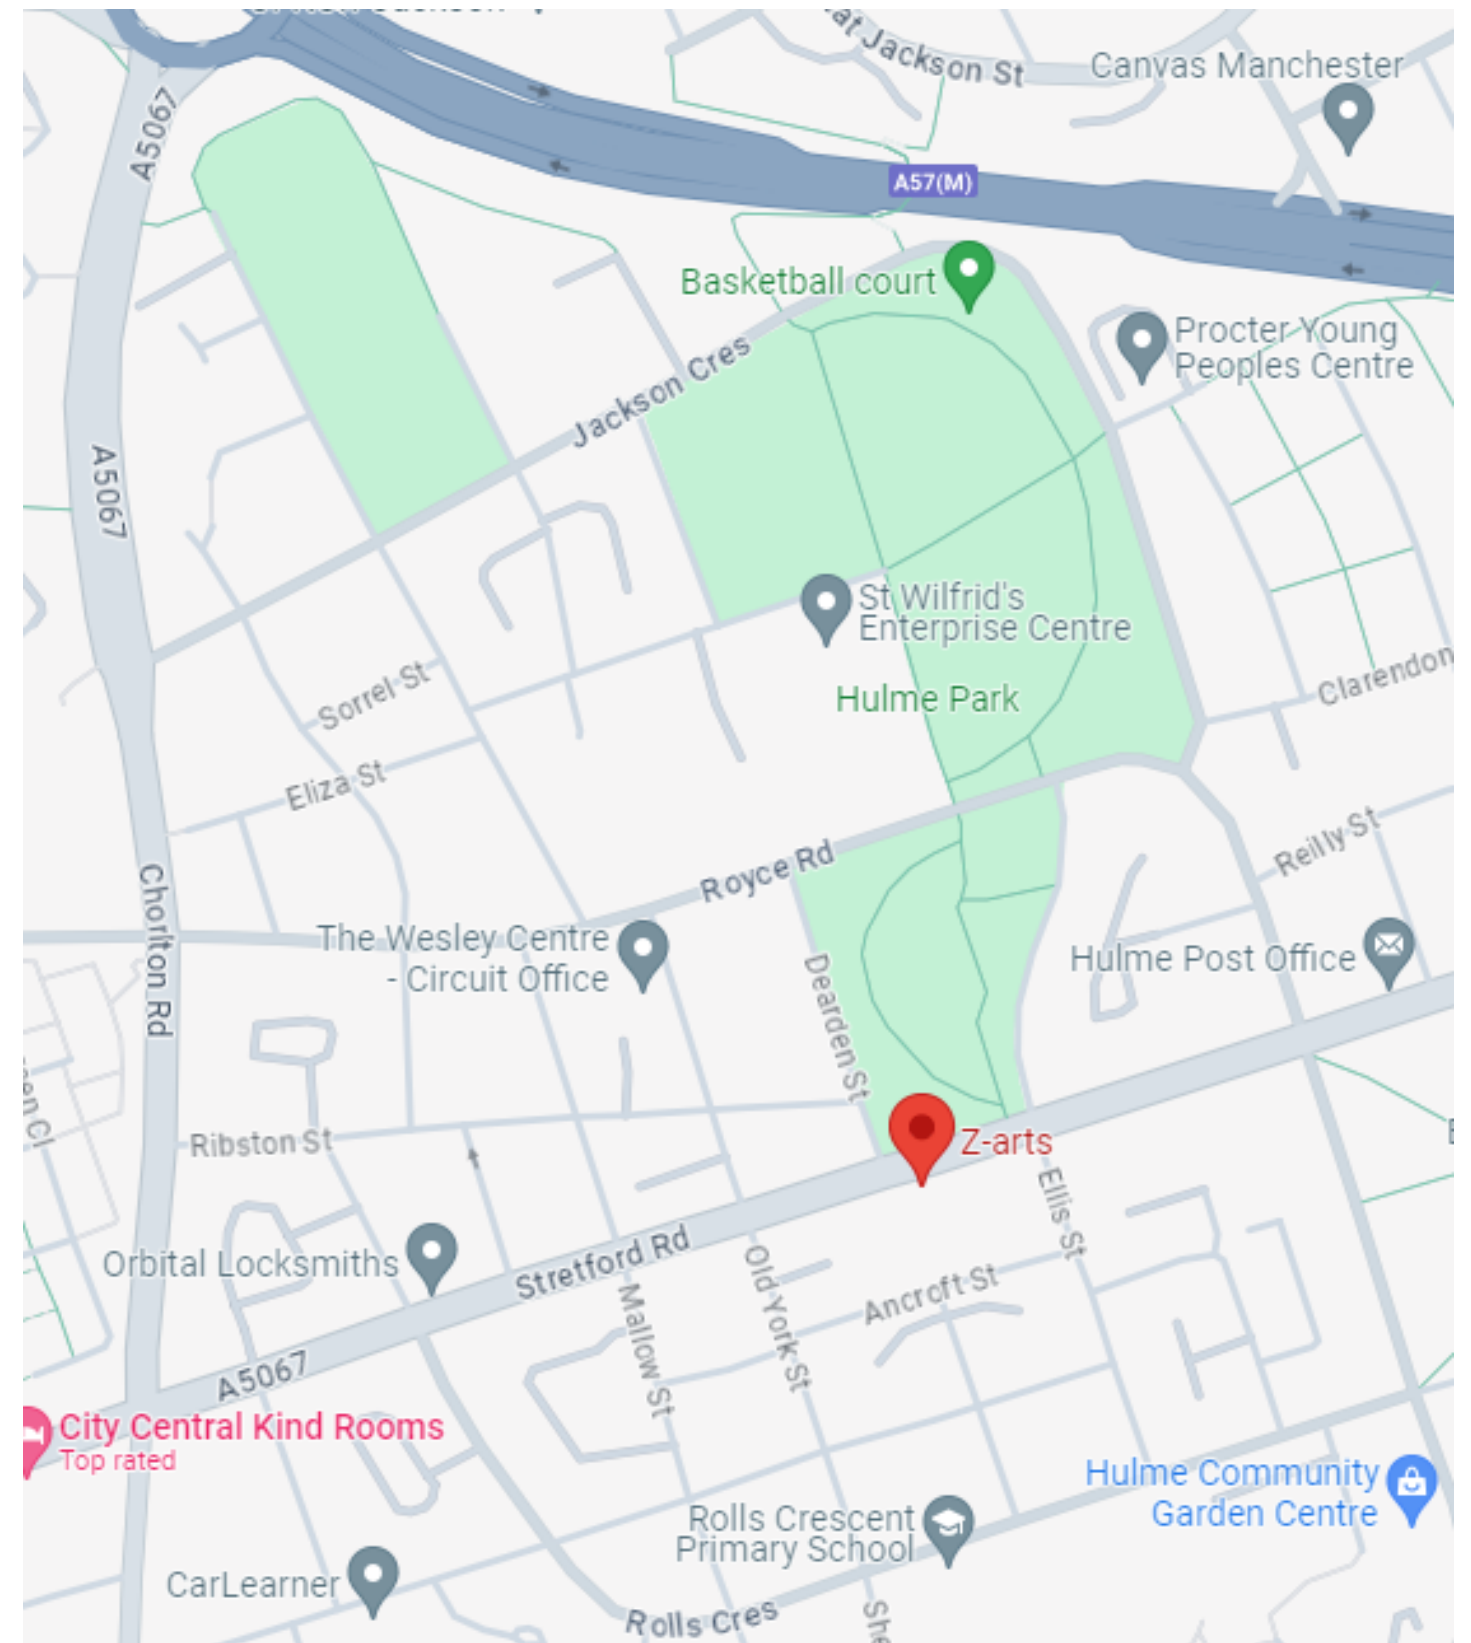 Jackson St
Canvas Manchester
A5067
A57(M)
Basketball court
Procter Young
Peoples Centre
Jackson Cres
A5067
St Wilfrid's
Enterprise Centre
Clarendon
Sorrel St
Hulme Park
Eliza St
Reilly St
Royce Rd
Chorlton Rd
The Wesley Centre
- Circuit Office
Hulme Post Office
Dearden St
Ribston St
Z-arts
Ellis St
Orbital Locksmiths
Stretford Rd
Old York St
Ancroft St
Mallow St
A5067
City Central Kind Rooms
Top rated
Hulme Community
Garden Centre
Rolls Crescent
Primary School
CarLearner
Rolls Cres